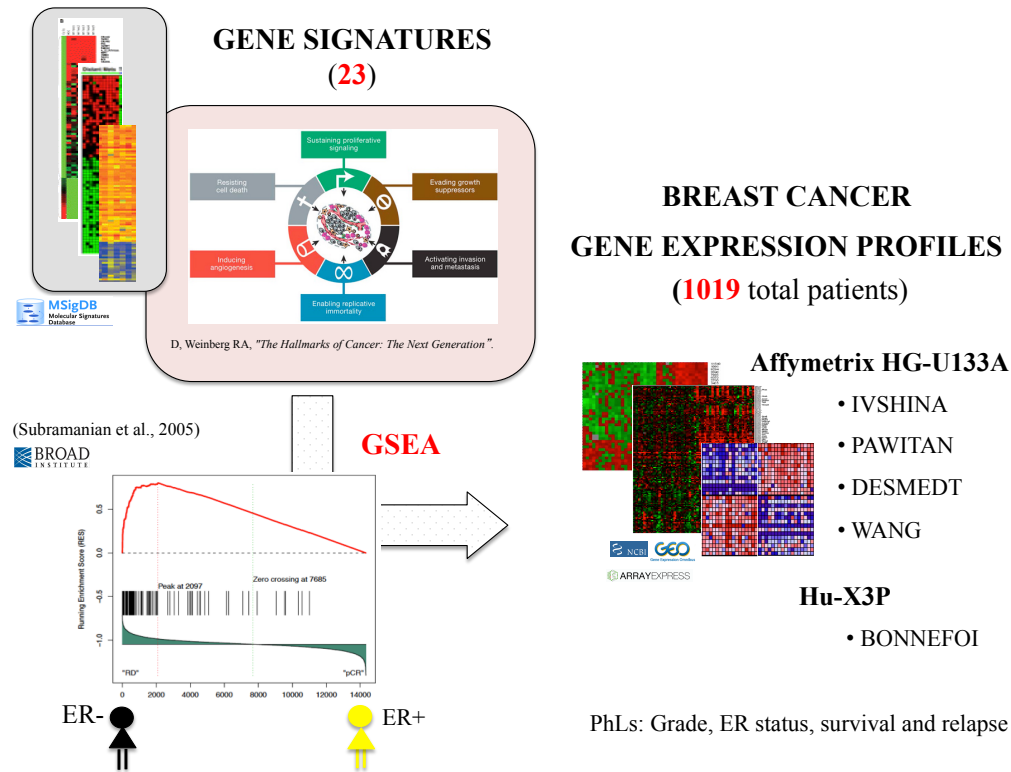 GENE SIGNATURES
(23)
Sustaining proliferative
signaling
Resisting
cell death
Evading growth
suppressors
Inducing
angiogenesis
Activating invasion
and metastasis
Enabling replicative
immortality
MSigDB
Molecular Signatures
Database
D, Weinberg RA, "The Hallmarks of Cancer: The Next Generation".
(Subramanian et al., 2005)
BROAD
INSTITUTE
GSEA
Running Enrichment Score (RES)
0.5
0.0
-0.5
-1.0
Peak at 2097
Zero crossing at 7685
"RD"
"pCR"
0 2000 4000 6000 8000 10000 12000 14000
ER-
ER+
BREAST CANCER
GENE EXPRESSION PROFILES
(1019 total patients)
Affymetrix HG-U133A
• IVSHINA
• PAWITAN
• DESMEDT
• WANG
NCBI
GEO
Gene Expression Omnibus
ARRAYEXPRESS
Hu-X3P
• BONNEFOI
PhLs: Grade, ER status, survival and relapse